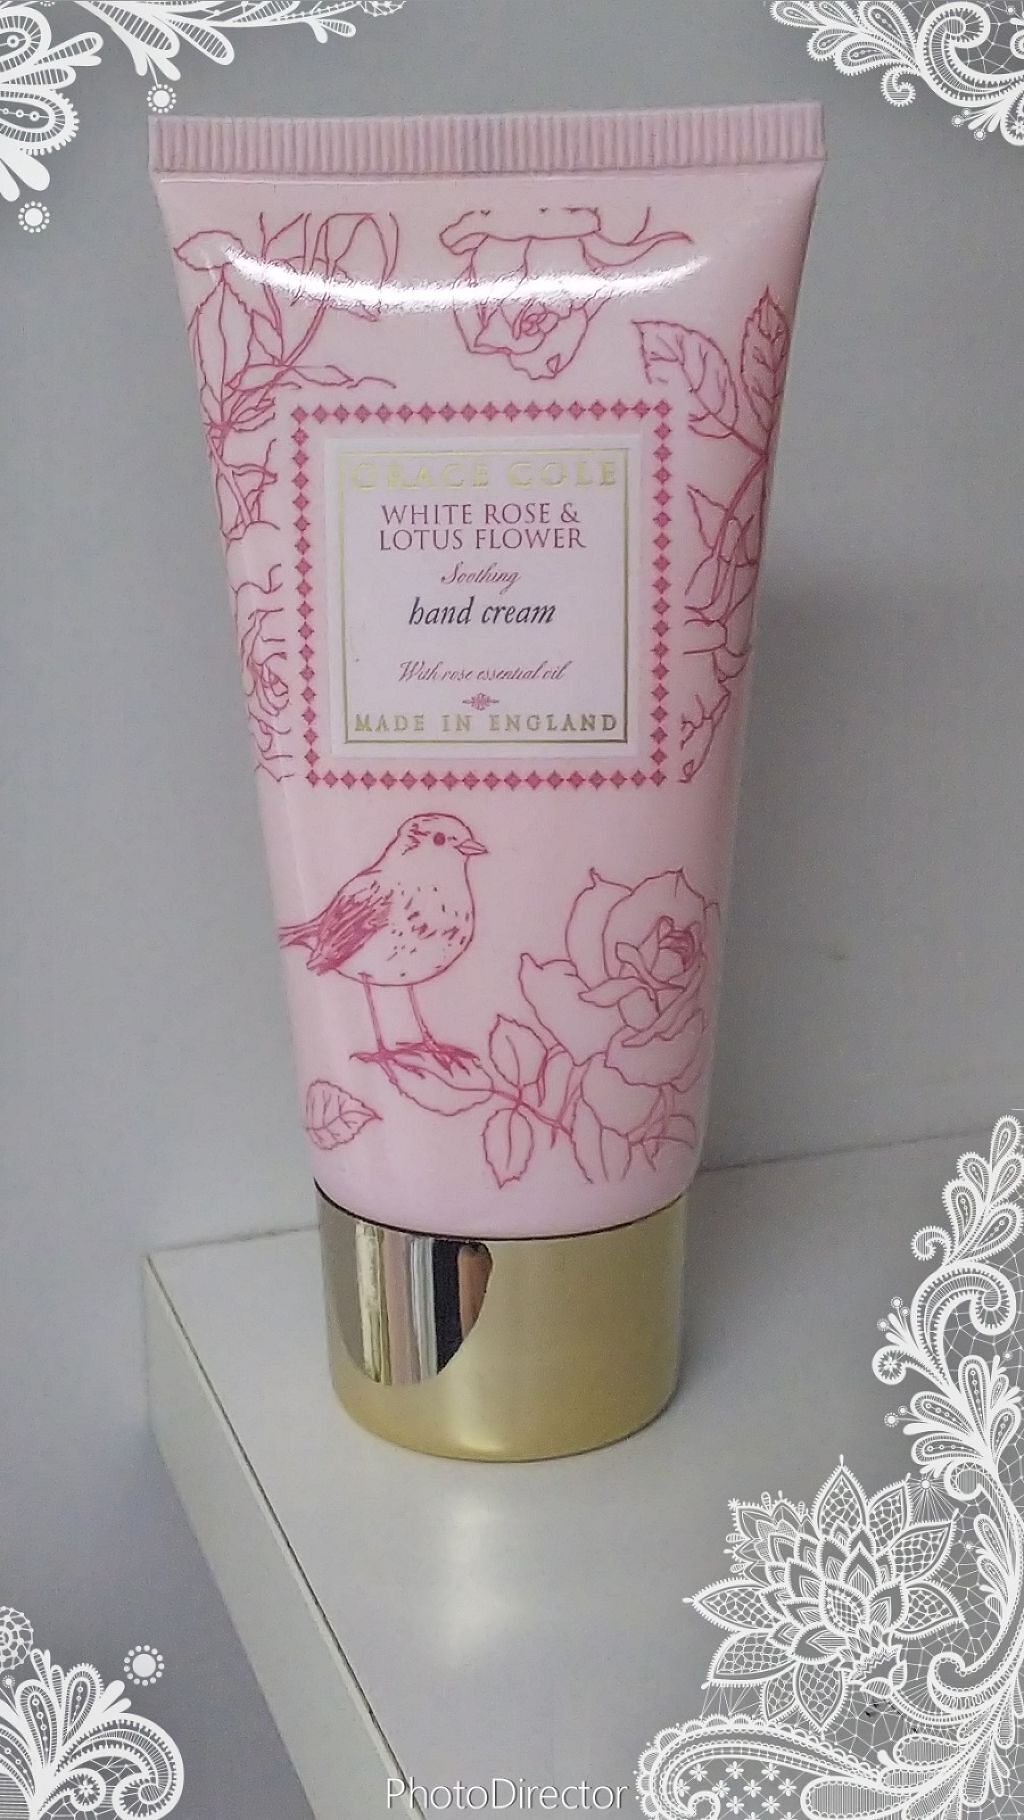 GRACE COLE
WHITE ROSE &
LOTUS FLOWER
Soothing
hand cream
With rose essential oil
MADE IN ENGLAND
PhotoDirector